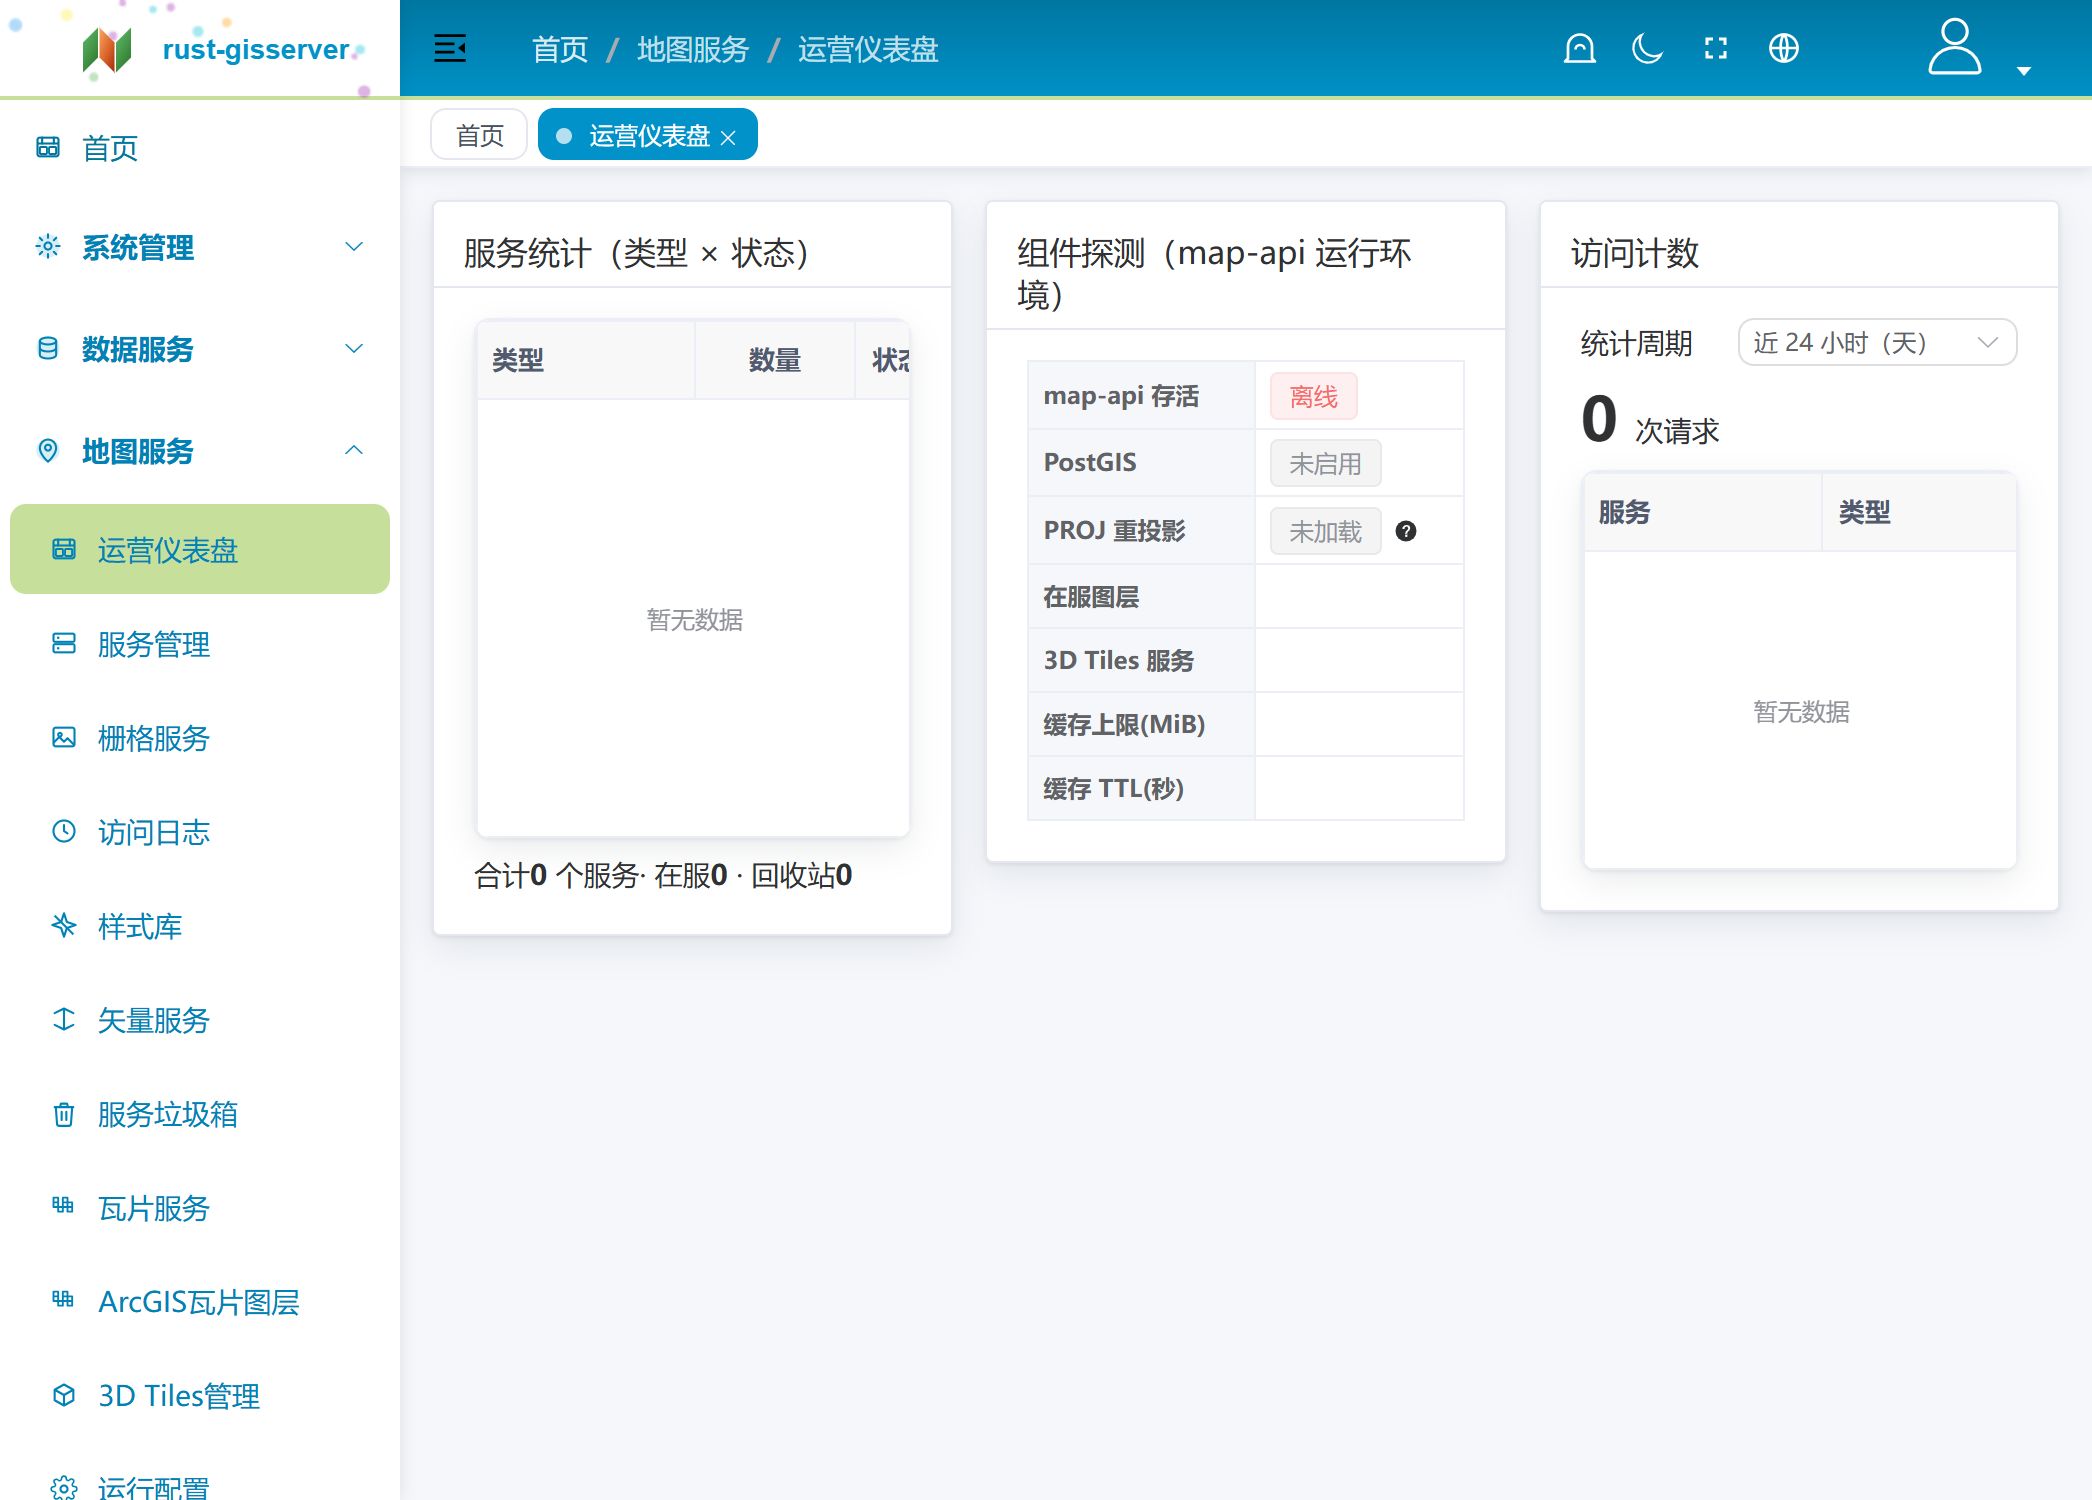 rust-gisserver
首页 / 地图服务 / 运营仪表盘
首页
运营仪表盘
首页
系统管理
数据服务
地图服务
运营仪表盘
服务管理
栅格服务
访问日志
样式库
矢量服务
服务垃圾箱
瓦片服务
ArcGIS瓦片图层
3D Tiles管理
运行配置
服务统计（类型 × 状态）
类型 数量 状态
暂无数据
合计0 个服务· 在服0 · 回收站0
组件探测（map-api 运行环
境）
map-api 存活 离线
PostGIS 未启用
PROJ 重投影 未加载
在服图层
3D Tiles 服务
缓存上限(MiB)
缓存 TTL(秒)
访问计数
统计周期 近 24 小时（天）
0 次请求
服务 类型
暂无数据